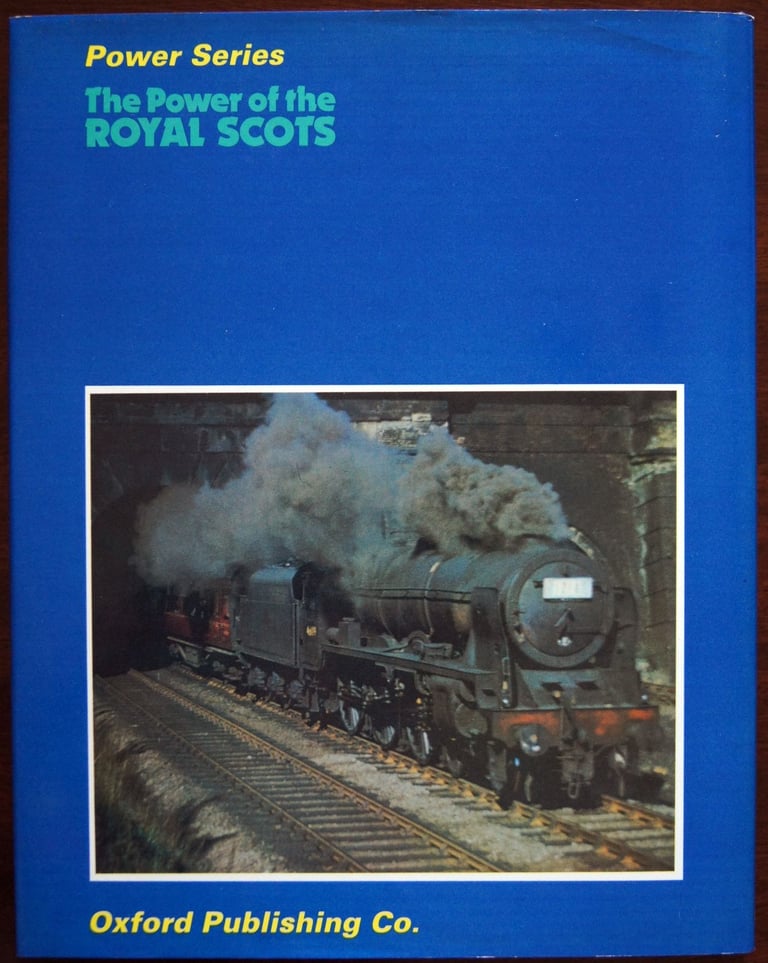 Power Series
The Power of the
ROYAL SCOTS
Oxford Publishing Co.